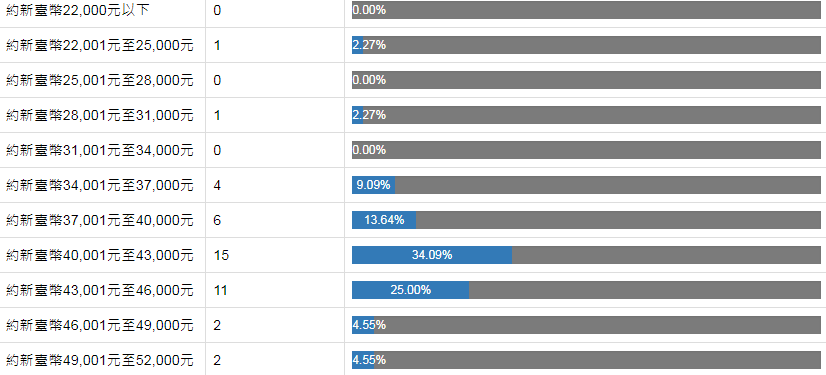 約新臺幣22,000元以下 0 0.00%
約新臺幣22,001元至25,000元 1 2.27%
約新臺幣25,001元至28,000元 0 0.00%
約新臺幣28,001元至31,000元 1 2.27%
約新臺幣31,001元至34,000元 0 0.00%
約新臺幣34,001元至37,000元 4 9.09%
約新臺幣37,001元至40,000元 6 13.64%
約新臺幣40,001元至43,000元 15 34.09%
約新臺幣43,001元至46,000元 11 25.00%
約新臺幣46,001元至49,000元 2 4.55%
約新臺幣49,001元至52,000元 2 4.55%